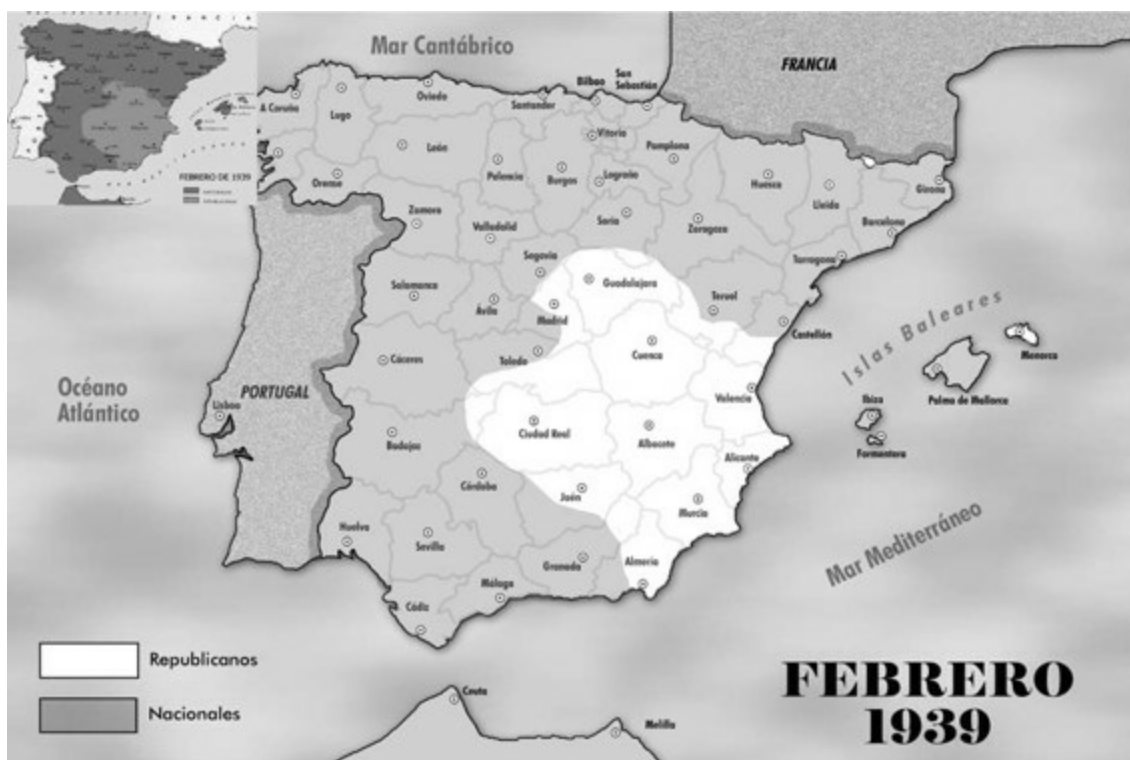 Mar Cantábrico
FRANCIA
FEBRERO DE 1939
A Coruña
Lugo
Oviedo
Santander
Bilbao
San
Sebastián
Vitoria
Pamplona
León
Palencia
Burgos
Logroño
Huesca
Lleida
Girona
Orense
Zamora
Valladolid
Soria
Zaragoza
Barcelona
Tarragona
Segovia
Guadalajara
Salamanca
Ávila
Madrid
Teruel
Castellón
Islas Baleares
Menorca
Cáceres
Toledo
Cuenca
Océano
Atlántico
PORTUGAL
Lisboa
Valencia
Ibiza
Palma de Mallorca
Badajoz
Ciudad Real
Albacete
Formentera
Alicante
Córdoba
Jaén
Murcia
Huelva
Sevilla
Granada
Almería
Mar Mediterráneo
Málaga
Cádiz
Republicanos
Nacionales
Ceuta
Melilla
FEBRERO
1939